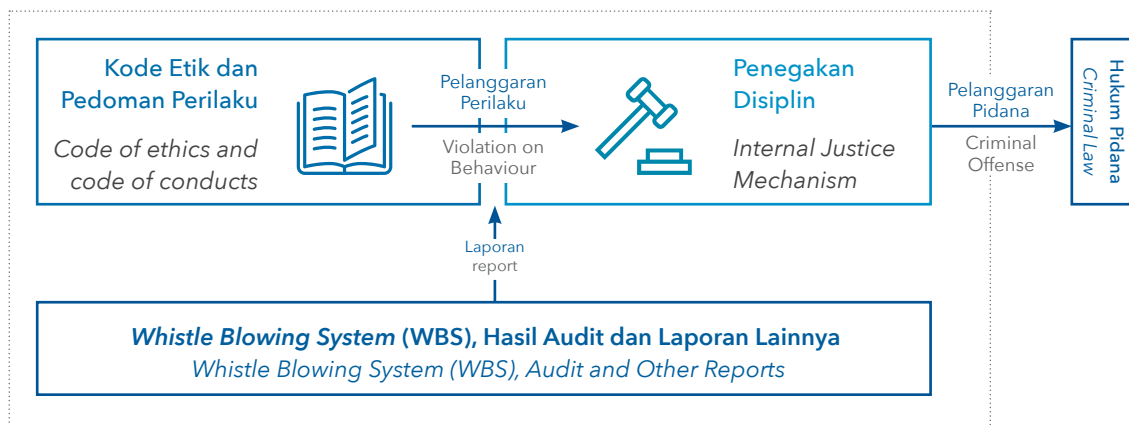 Kode Etik dan
Pedoman Perilaku
Code of ethics and
code of conducts
Pelanggaran
Perilaku
Violation on
Behaviour
Penegakan
Disiplin
Internal Justice
Mechanism
Pelanggaran
Pidana
Criminal
Offense
Hukum Pidana
Criminal Law
Laporan
report
Whistle Blowing System (WBS), Hasil Audit dan Laporan Lainnya
Whistle Blowing System (WBS), Audit and Other Reports